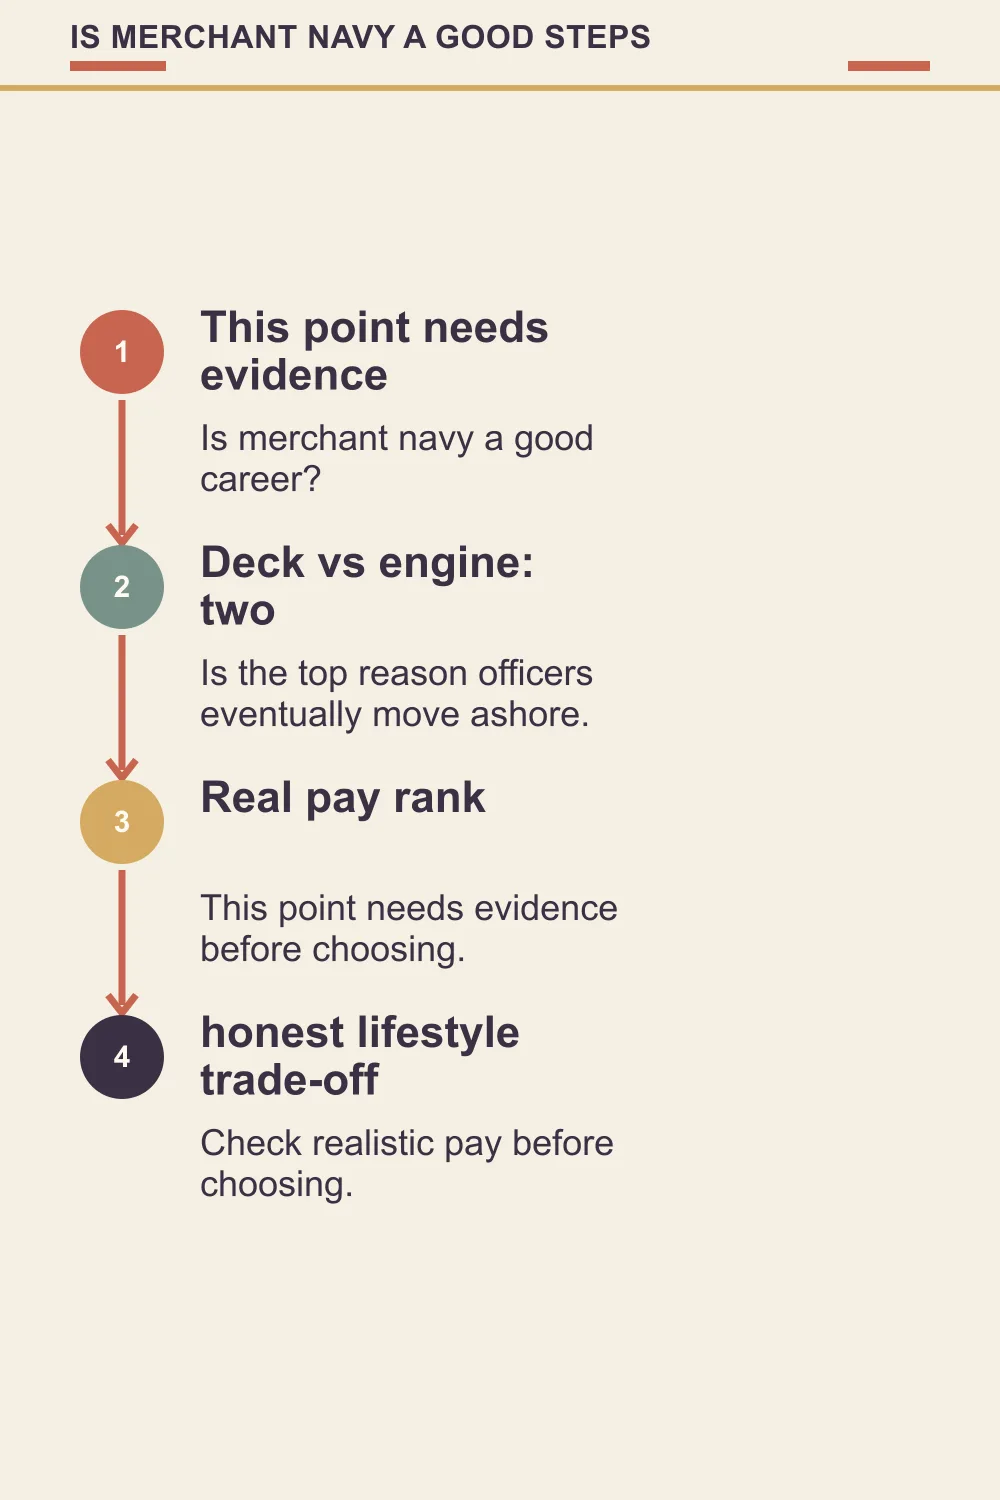 IS MERCHANT NAVY A GOOD STEPS
1
This point needs
evidence
Is merchant navy a good
career?
2
Deck vs engine:
two
Is the top reason officers
eventually move ashore.
3
Real pay rank
This point needs evidence
before choosing.
4
honest lifestyle
trade-off
Check realistic pay before
choosing.